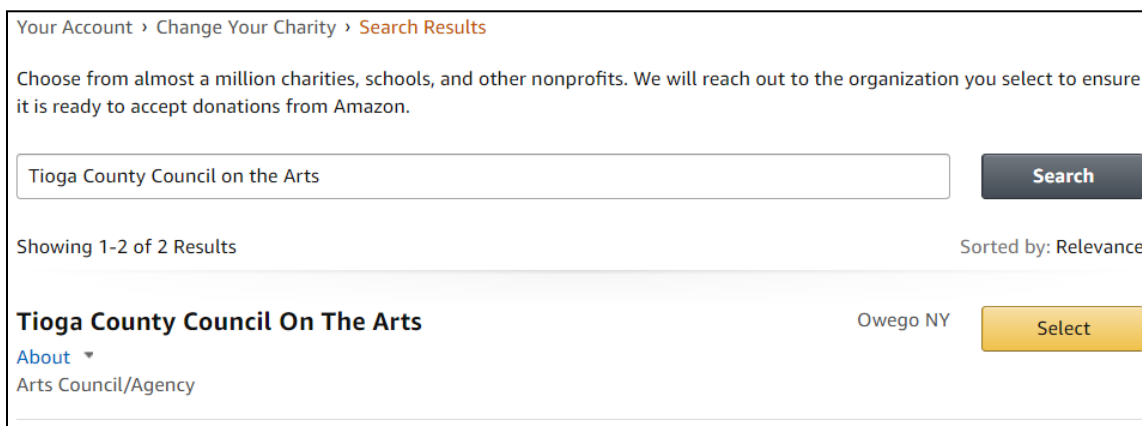 Your Account › Change Your Charity › Search Results
Choose from almost a million charities, schools, and other nonprofits. We will reach out to the organization you select to ensure
it is ready to accept donations from Amazon.
Tioga County Council on the Arts
Search
Showing 1-2 of 2 Results
Sorted by: Relevance
Tioga County Council On The Arts
Owego NY
Select
About
Arts Council/Agency